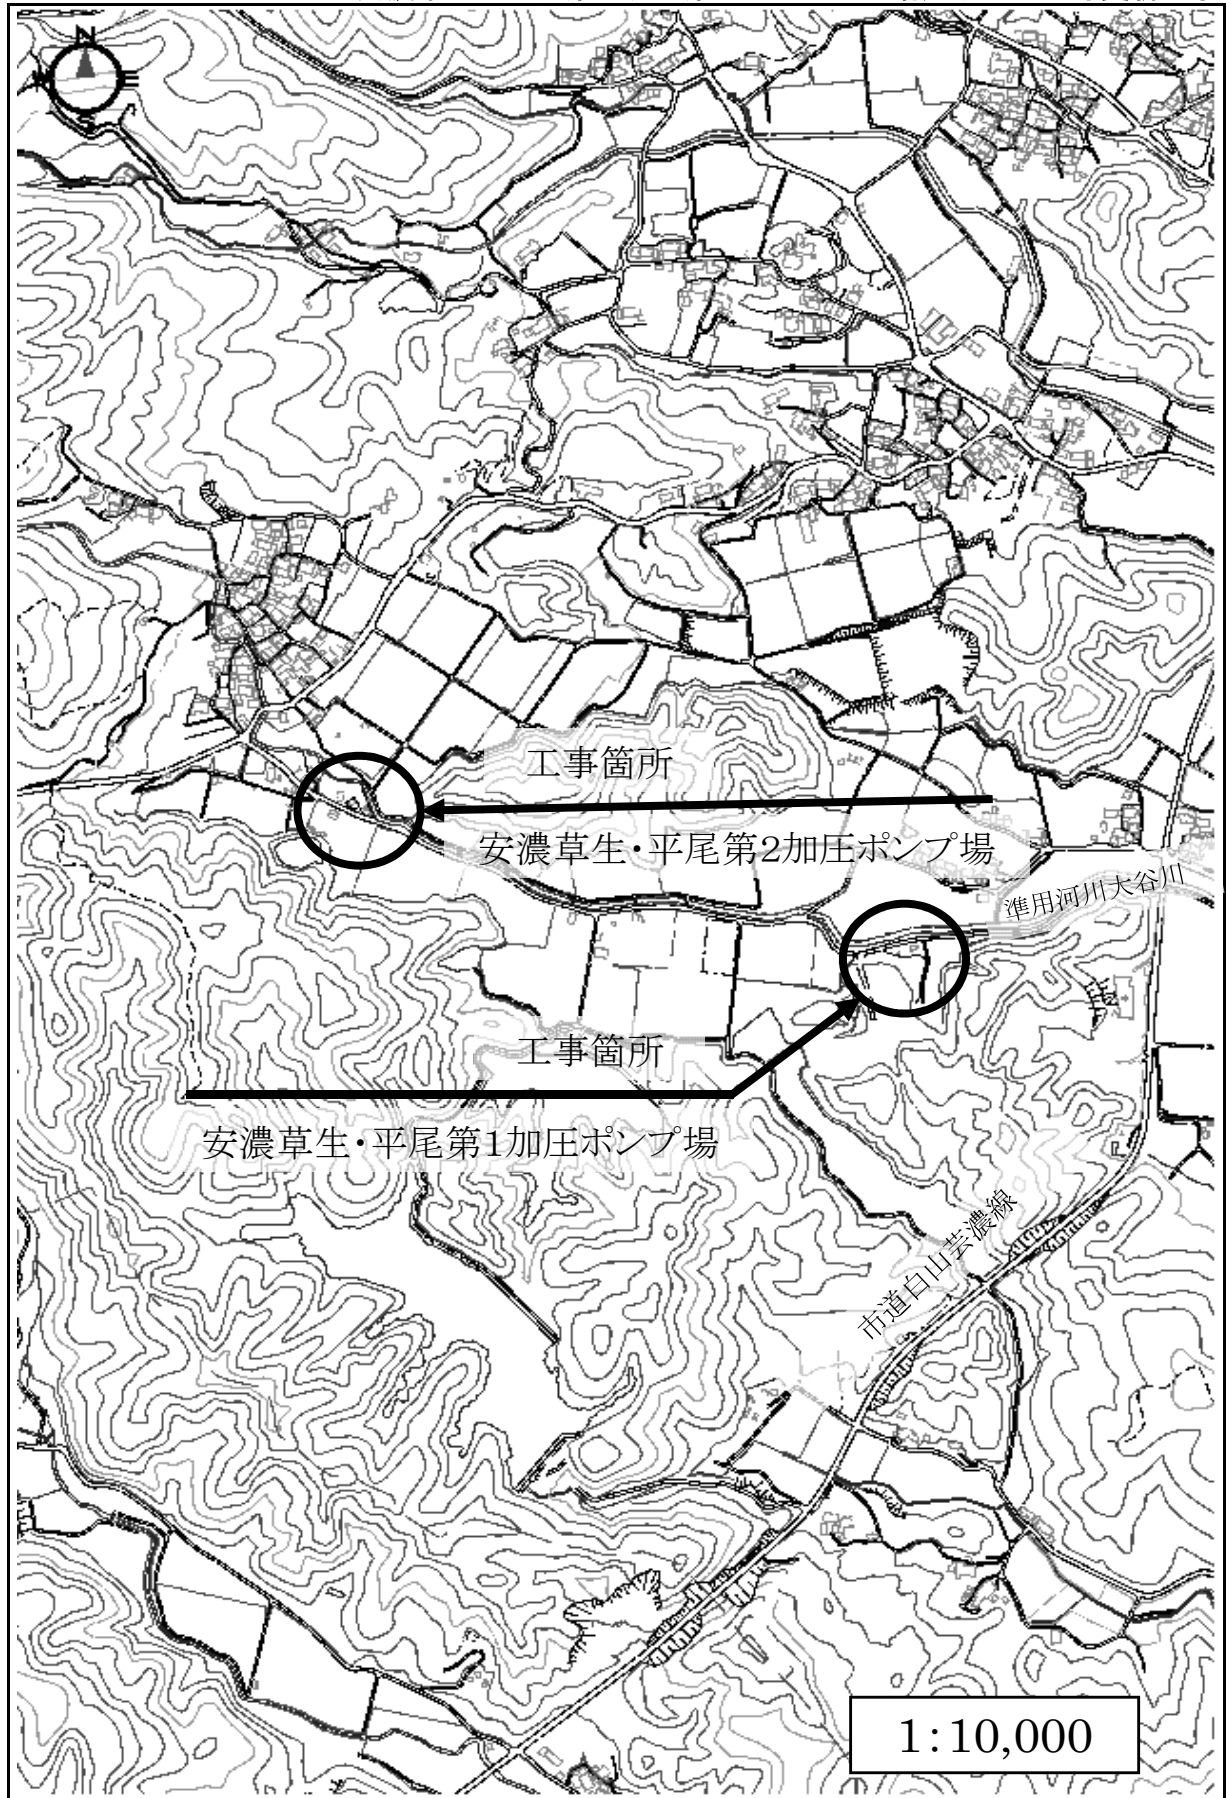 N
E
S
工事箇所
安濃草生・平尾第2加圧ポンプ場
準用河川大谷川
工事箇所
安濃草生・平尾第1加圧ポンプ場
市道白山芸濃線
1:10,000